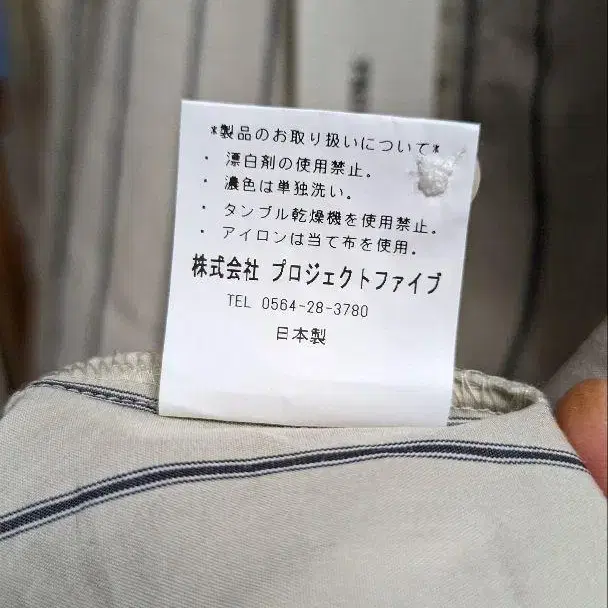 *製品のお取り扱いについて*
・ 漂白剤の使用禁止。
・ 濃色は単独洗い。
・ タンブル乾燥機を使用禁止。
・ アイロンは当て布を使用。
株式会社 プロジェクトファイブ
TEL 0564-28-3780
日本製